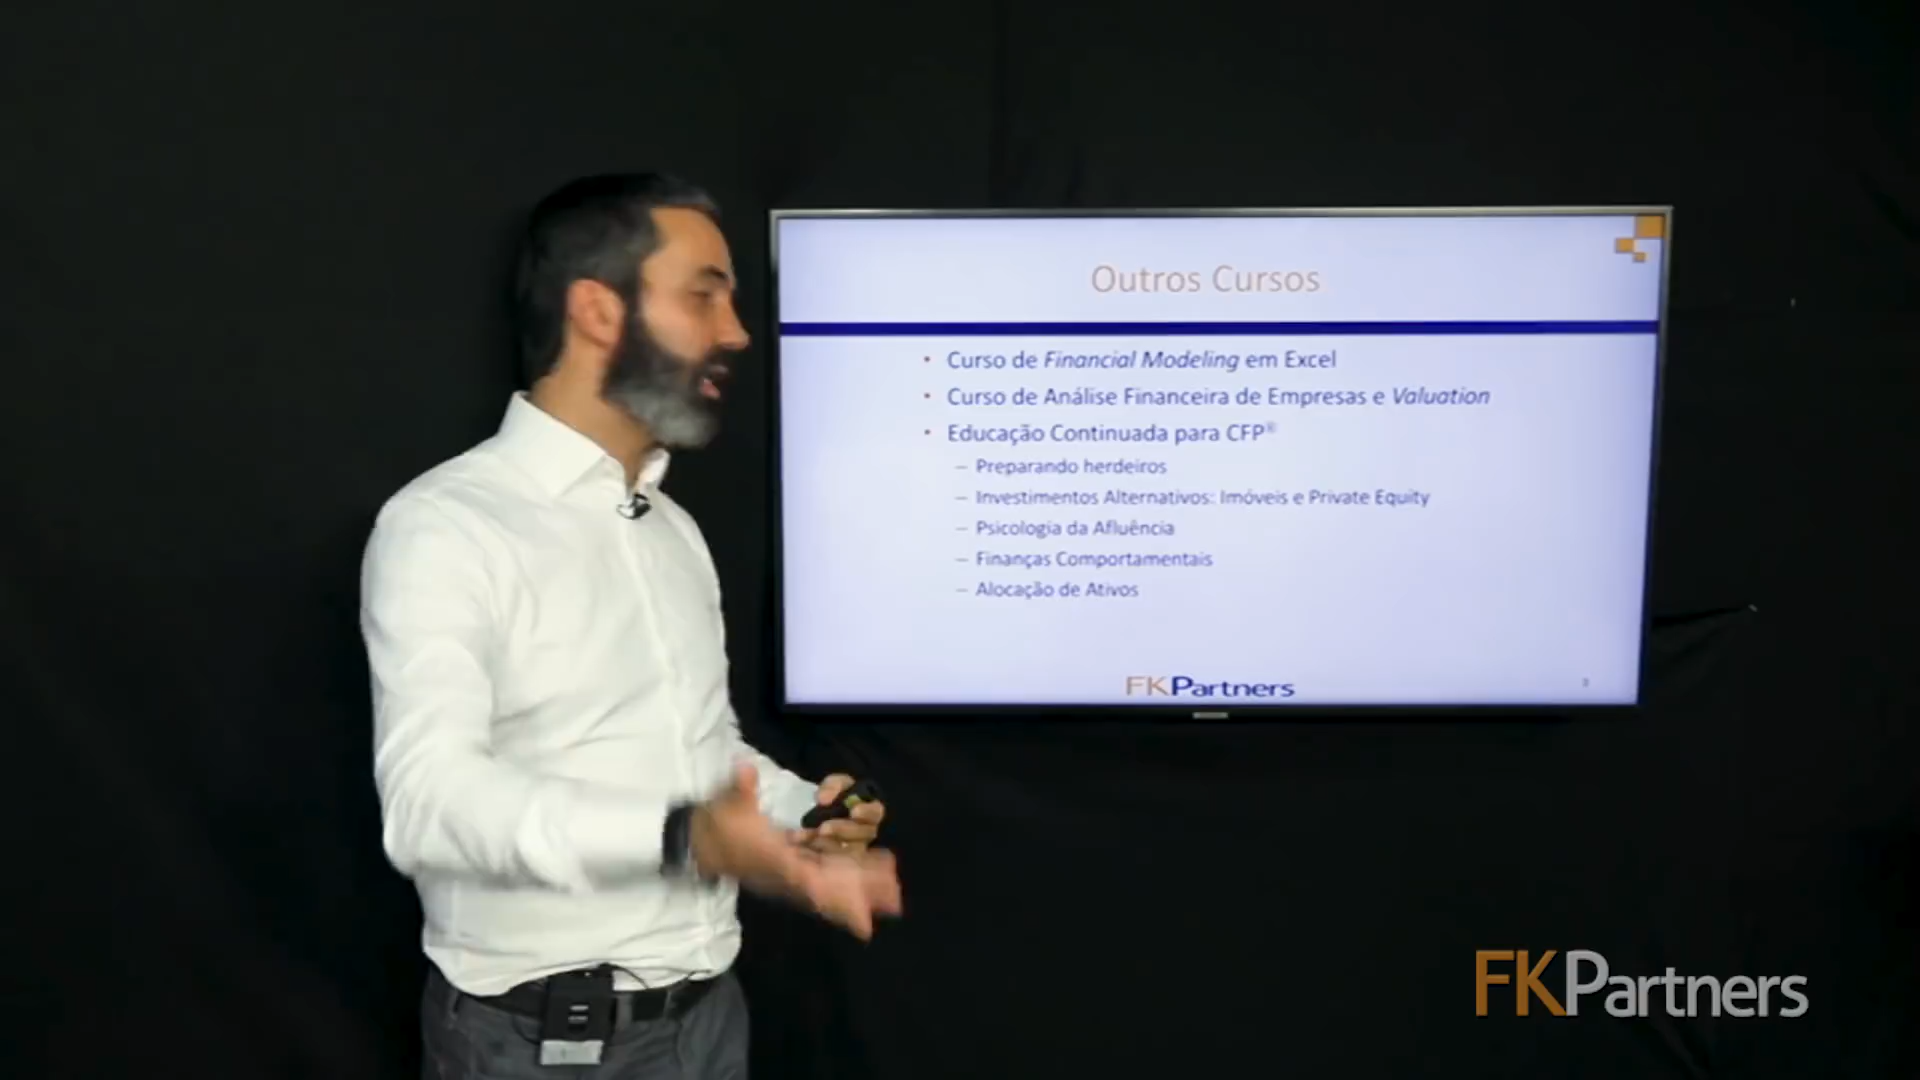 Outros Cursos
• Curso de Financial Modeling em Excel
• Curso de Análise Financeira de Empresas e Valuation
• Educação Continuada para CFP®
– Preparando herdeiros
– Investimentos Alternativos: Imóveis e Private Equity
– Psicologia da Afluência
– Finanças Comportamentais
– Alocação de Ativos
FKPartners
FKPartners